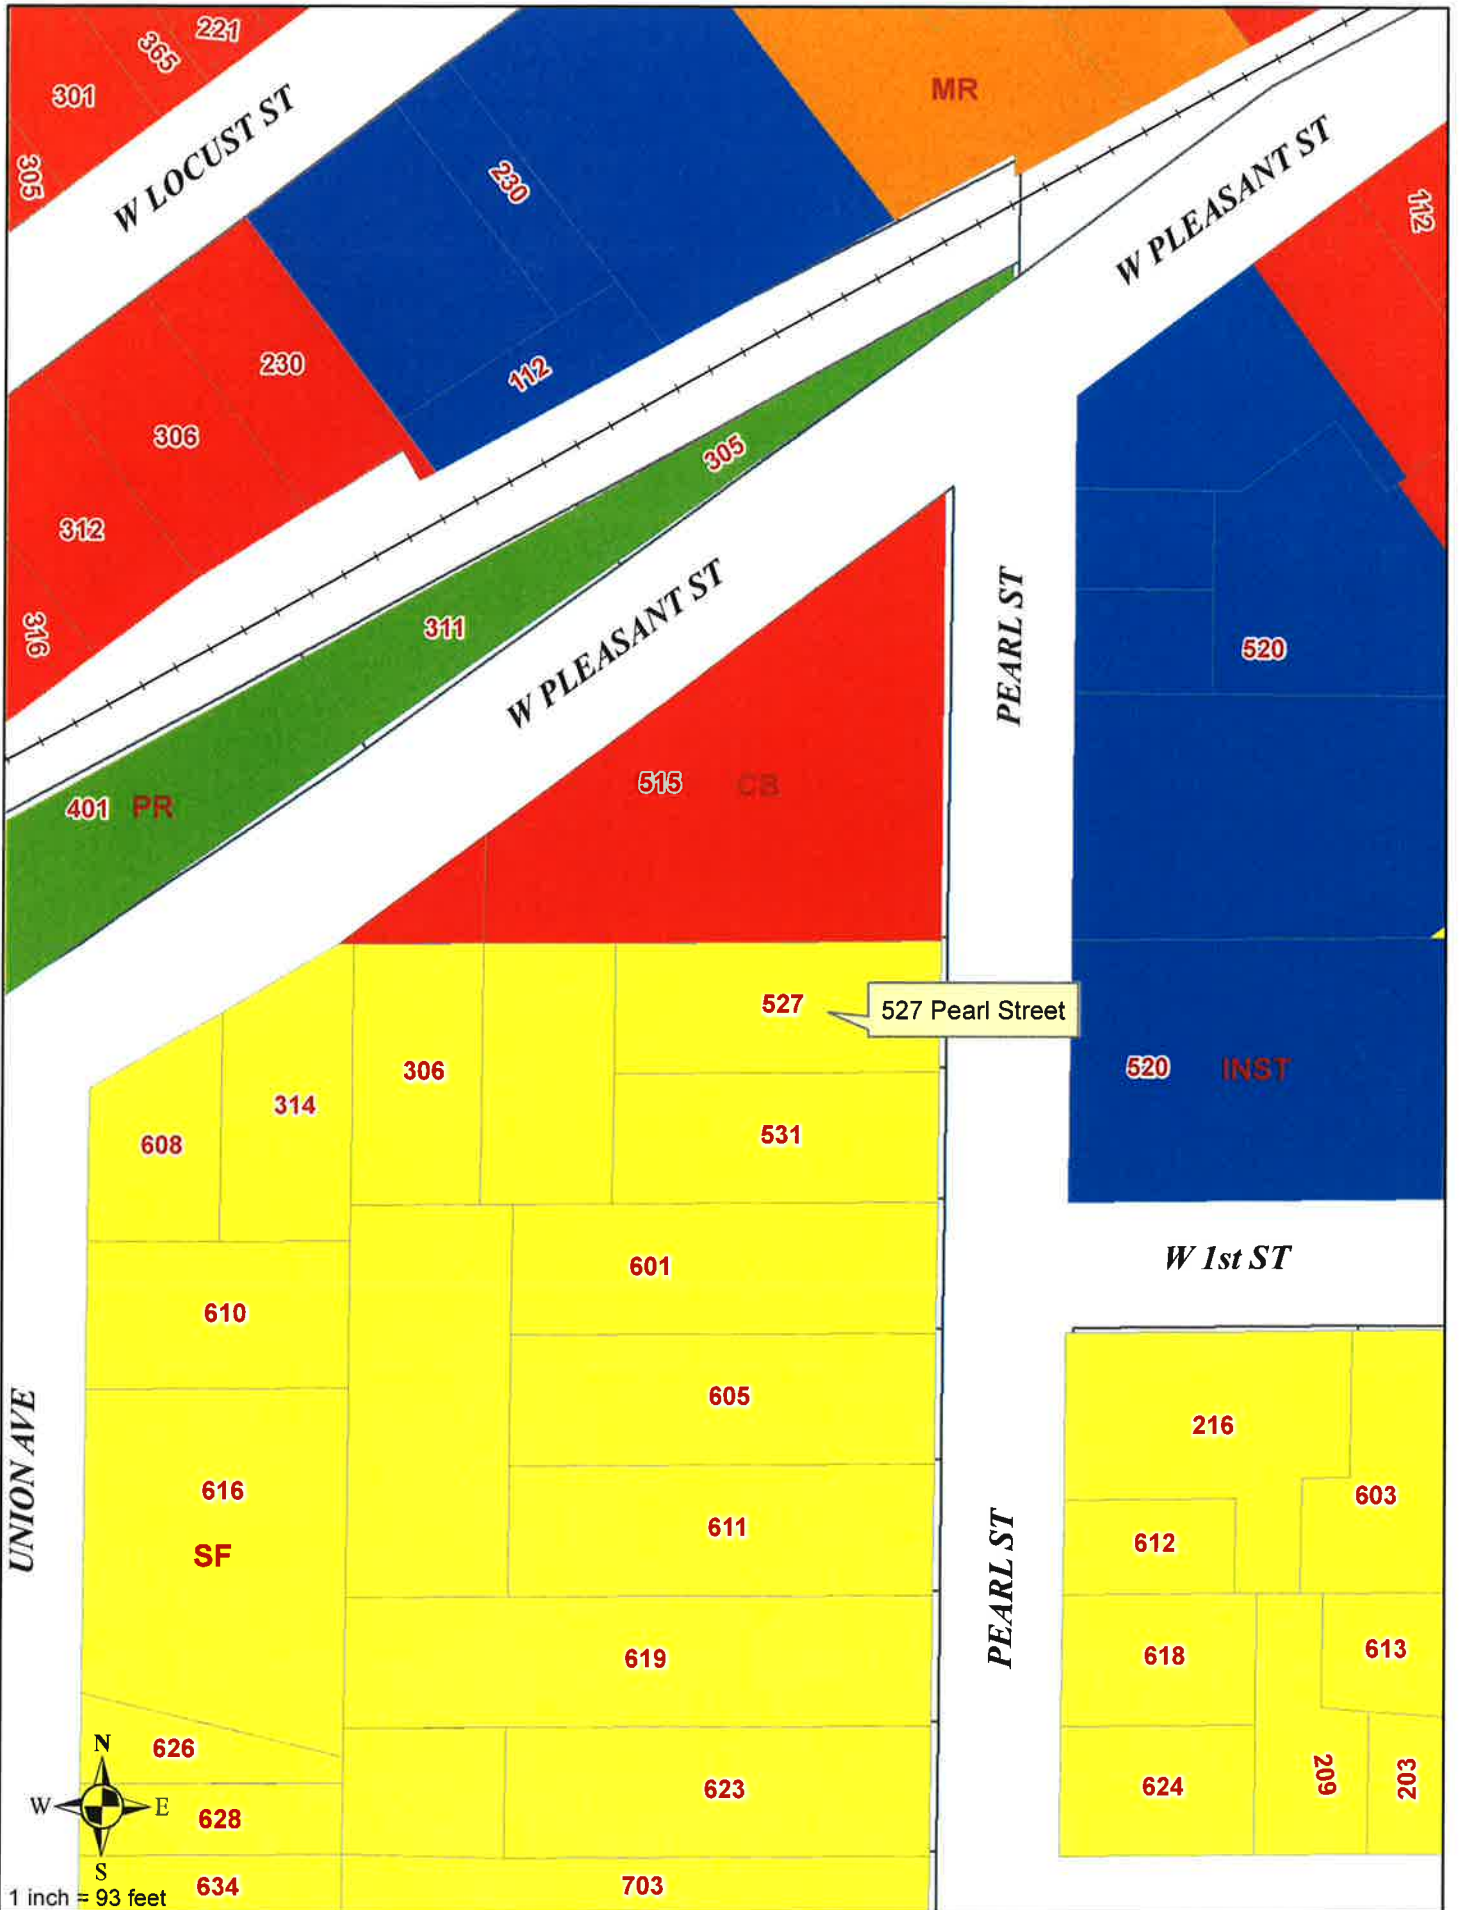 221
365
301
305
W LOCUST ST
MR
230
112
W PLEASANT ST
112
230
306
312
316
305
311
401 PR
W PLEASANT ST
PEARL ST
520
515 CB
527
527 Pearl Street
306
314
608
531
520 INST
W 1st ST
601
610
605
216
603
616
SF
UNION AVE
611
612
PEARL ST
619
618
613
626
623
624
209
203
628
634
703
N
W
E
S
1 inch = 93 feet